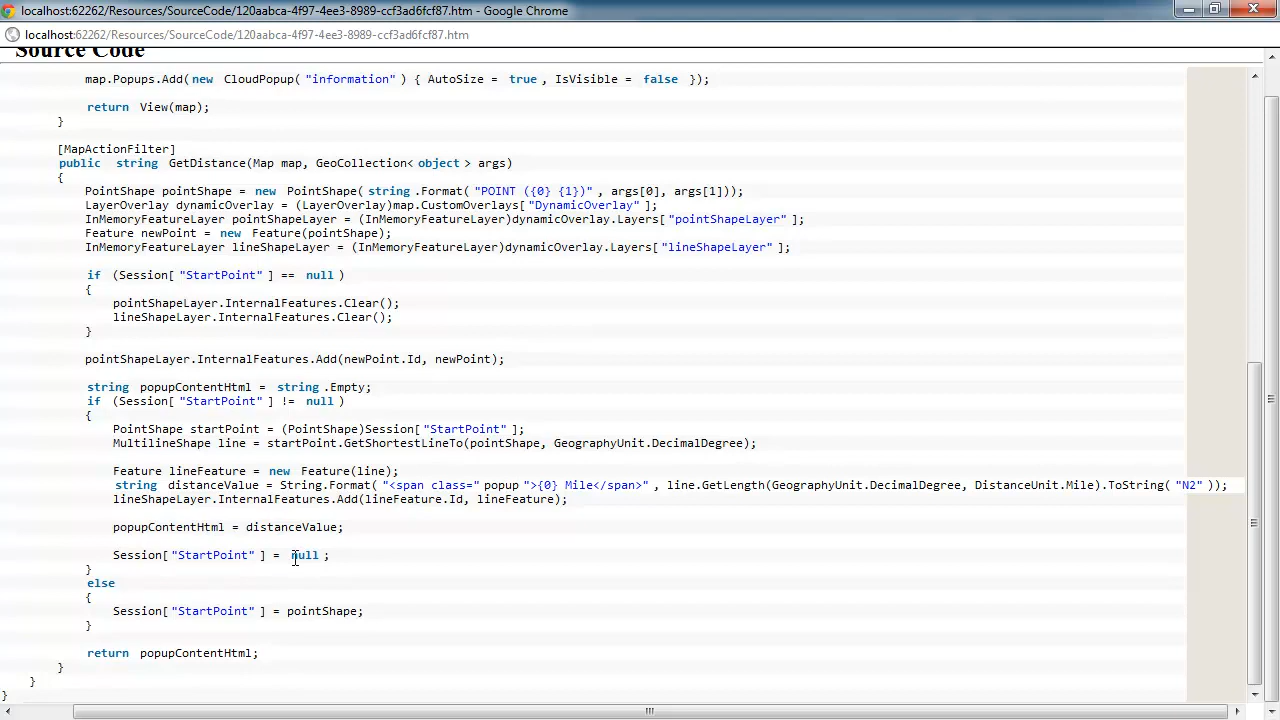 localhost:62262/Resources/SourceCode/120aabca-4f97-4ee3-8989-ccf3ad6fcf87.htm - Google Chrome
localhost:62262/Resources/SourceCode/120aabca-4f97-4ee3-8989-ccf3ad6fcf87.htm
Source Code
map.Popups.Add(new CloudPopup("information") { AutoSize = true, IsVisible = false });
return View(map);
}
[MapActionFilter]
public string GetDistance(Map map, GeoCollection<object> args)
{
PointShape pointShape = new PointShape(string.Format("POINT ({0} {1})", args[0], args[1]));
LayerOverlay dynamicOverlay = (LayerOverlay)map.CustomOverlays["DynamicOverlay"];
InMemoryFeatureLayer pointShapeLayer = (InMemoryFeatureLayer)dynamicOverlay.Layers["pointShapeLayer"];
Feature newPoint = new Feature(pointShape);
InMemoryFeatureLayer lineShapeLayer = (InMemoryFeatureLayer)dynamicOverlay.Layers["lineShapeLayer"];
if (Session["StartPoint"] == null)
{
pointShapeLayer.InternalFeatures.Clear();
lineShapeLayer.InternalFeatures.Clear();
}
pointShapeLayer.InternalFeatures.Add(newPoint.Id, newPoint);
string popupContentHtml = string.Empty;
if (Session["StartPoint"] != null)
{
PointShape startPoint = (PointShape)Session["StartPoint"];
MultilineShape line = startPoint.GetShortestLineTo(pointShape, GeographyUnit.DecimalDegree);
Feature lineFeature = new Feature(line);
string distanceValue = String.Format("<span class="popup">{0} Mile</span>", line.GetLength(GeographyUnit.DecimalDegree, DistanceUnit.Mile).ToString("N2"));
lineShapeLayer.InternalFeatures.Add(lineFeature.Id, lineFeature);
popupContentHtml = distanceValue;
Session["StartPoint"] = null;
}
else
{
Session["StartPoint"] = pointShape;
}
return popupContentHtml;
}
}
}